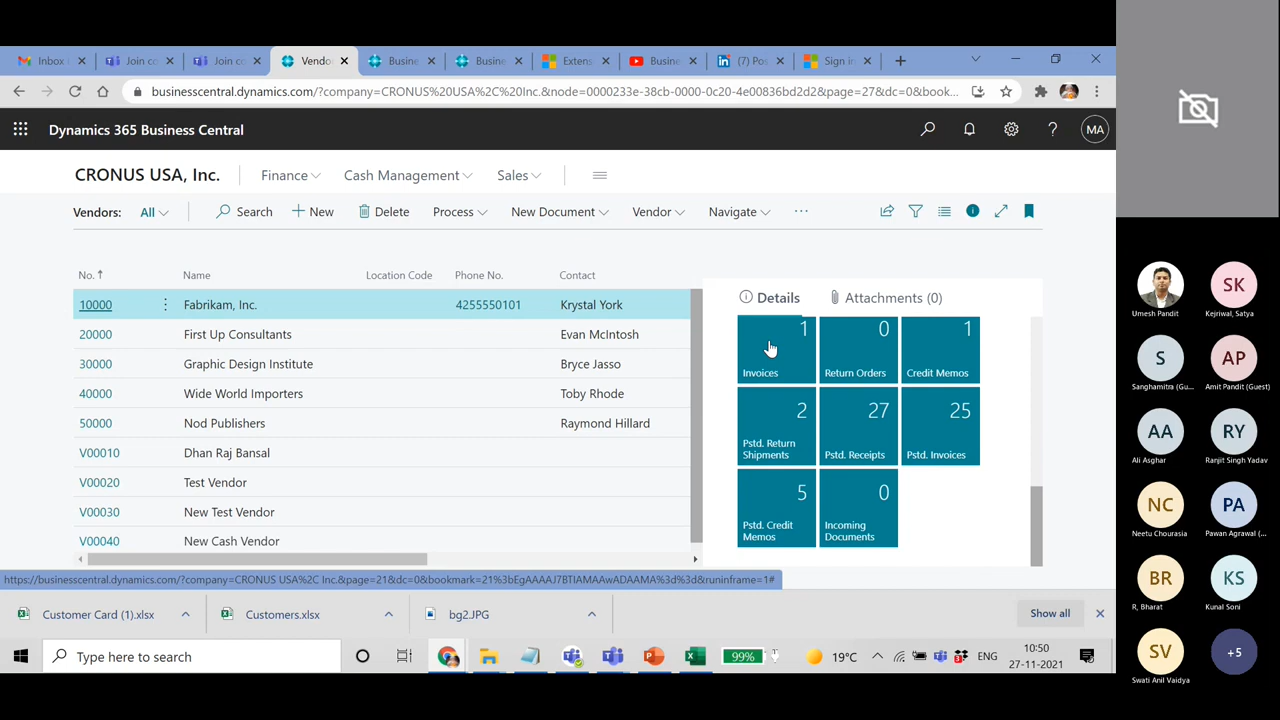 Inbox
Join co
Join co
Vendo
Busine
Busine
Extens
Busine
(7) Pos
Sign i
businesscentral.dynamics.com/?company=CRONUS%20USA%2C%20Inc.&node=0000233e-38cb-0000-0c20-4e00836bd2d2&page=27&dc=0&book...
Dynamics 365 Business Central
MA
CRONUS USA, Inc.
Finance
Cash Management
Sales
Vendors: All
Search
New
Delete
Process
New Document
Vendor
Navigate
...
No. ↑ Name Location Code Phone No. Contact
10000 Fabrikam, Inc. 4255550101 Krystal York
20000 First Up Consultants Evan McIntosh
30000 Graphic Design Institute Bryce Jasso
40000 Wide World Importers Toby Rhode
50000 Nod Publishers Raymond Hillard
V00010 Dhan Raj Bansal
V00020 Test Vendor
V00030 New Test Vendor
V00040 New Cash Vendor
Details
Attachments (0)
1
Invoices
0
Return Orders
1
Credit Memos
2
Pstd. Return
Shipments
27
Pstd. Receipts
25
Pstd. Invoices
5
Pstd. Credit
Memos
0
Incoming
Documents
https://businesscentral.dynamics.com/?company=CRONUS USA%2C Inc.&page=21&dc=0&bookmark=21%3bEgAAAAJ7BTIAMAAwADAAMA%3d%3d&runinframe=1#
Customer Card (1).xlsx
Customers.xlsx
bg2.JPG
Show all
Type here to search
99%
19°C
ENG
10:50
27-11-2021
Umesh Pandit
SK
Kejriwal, Satya
S
Sanghamitra (Gu...
AP
Amit Pandit (Guest)
AA
Ali Asghar
RY
Ranjit Singh Yadav
NC
Neetu Chourasia
PA
Pawan Agrawal (...
BR
R, Bharat
KS
Kunal Soni
SV
Swati Anil Vaidya
+5